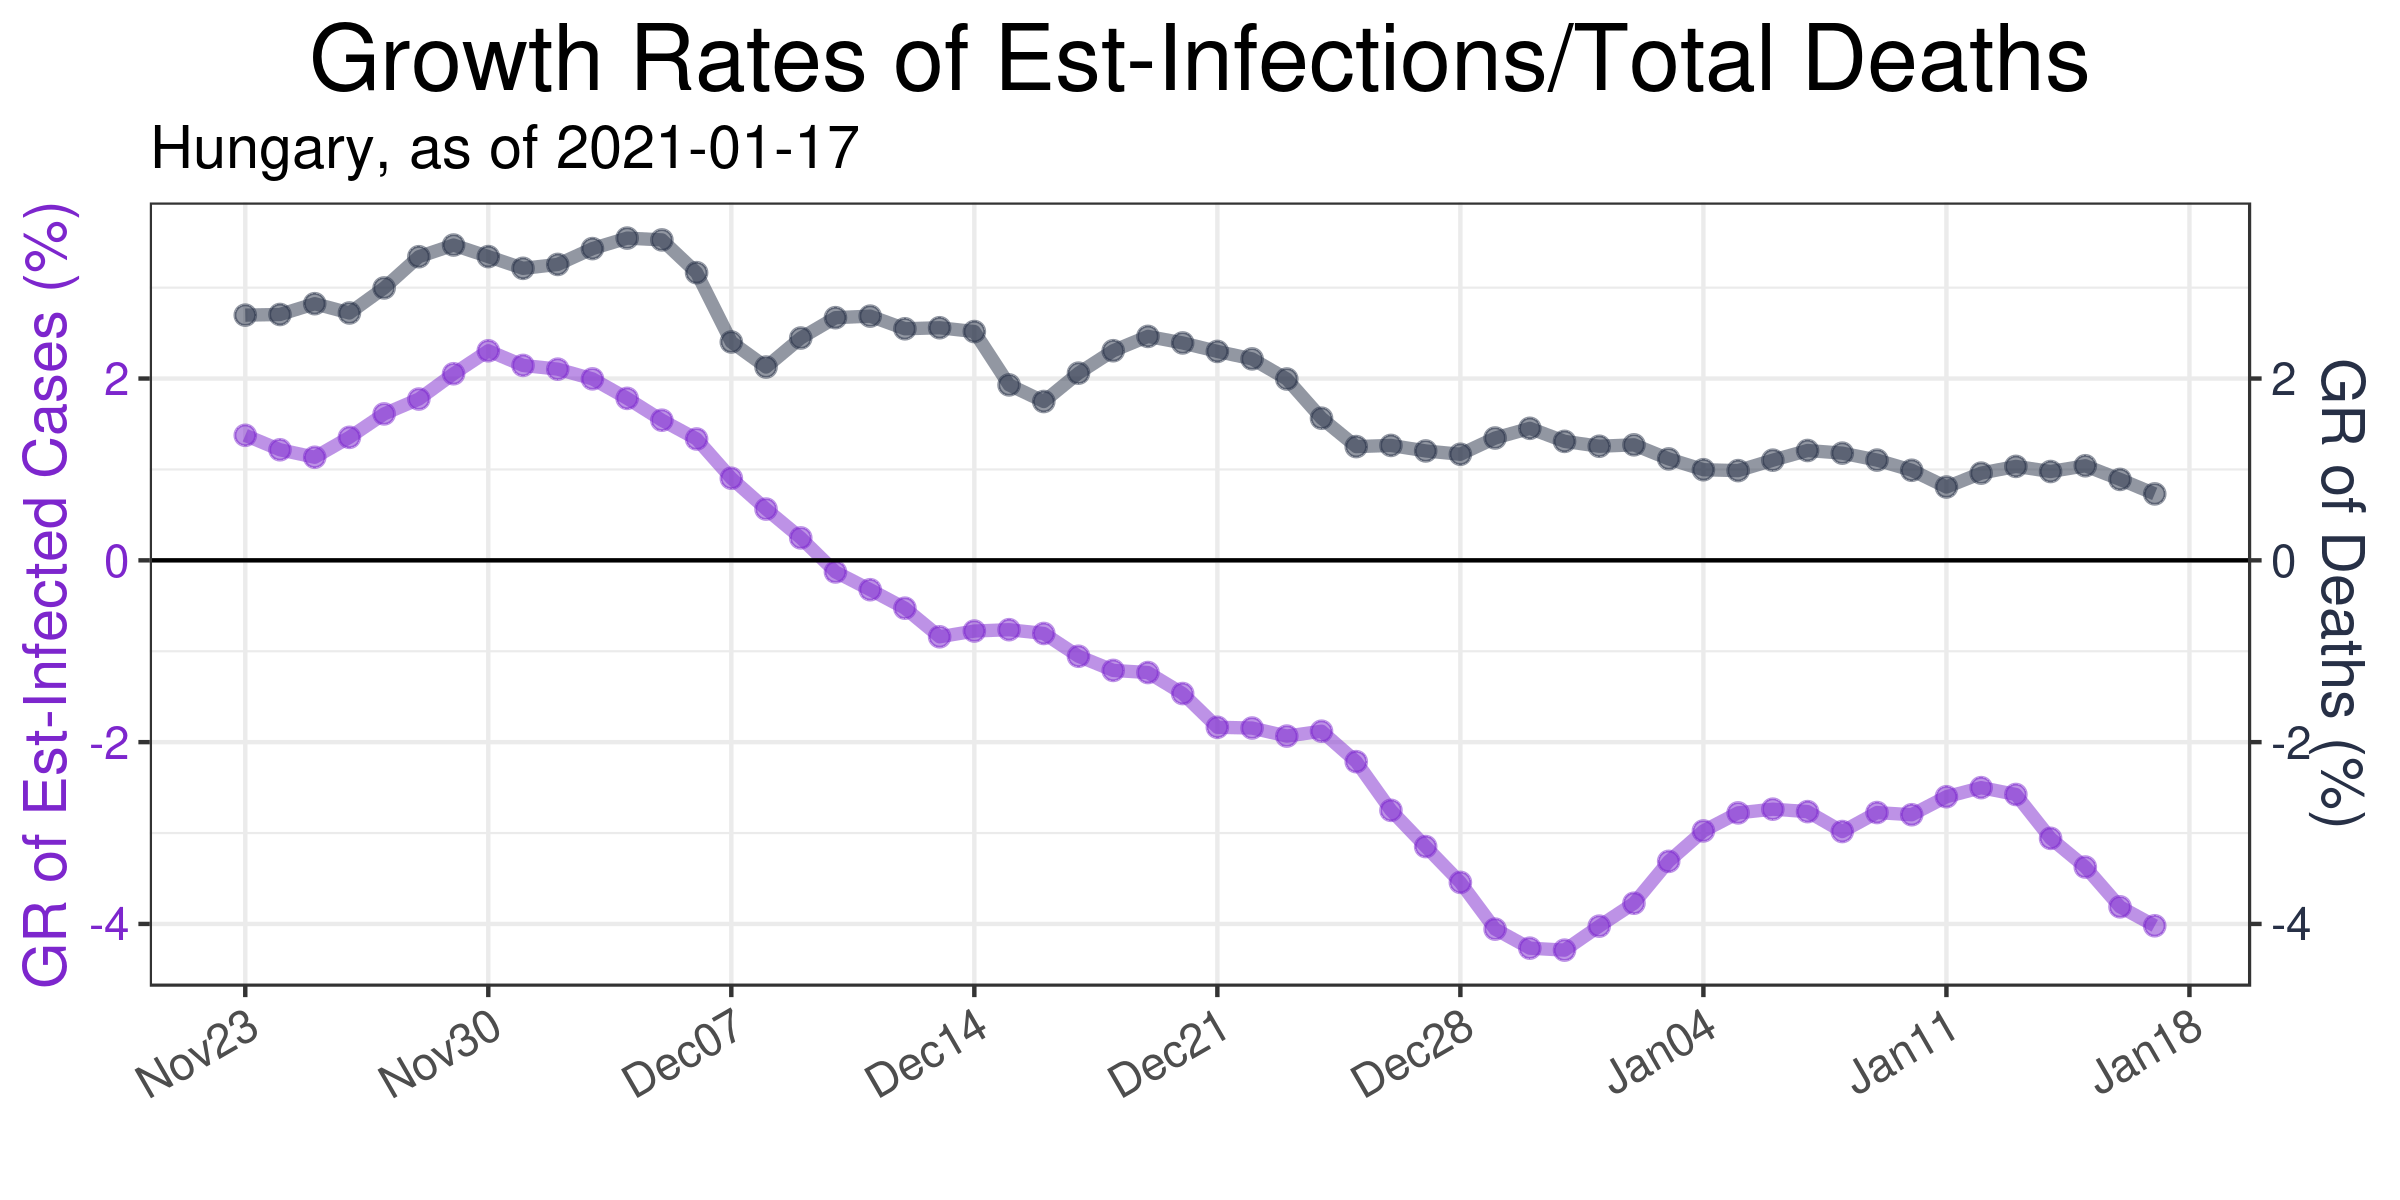 Growth Rates of Est-Infections/Total Deaths
Hungary, as of 2021-01-17
GR of Est-Infected Cases (%)
2
0
-2
-4
2
0
-2
-4
GR of Deaths (%)
Nov23
Nov30
Dec07
Dec14
Dec21
Dec28
Jan04
Jan11
Jan18